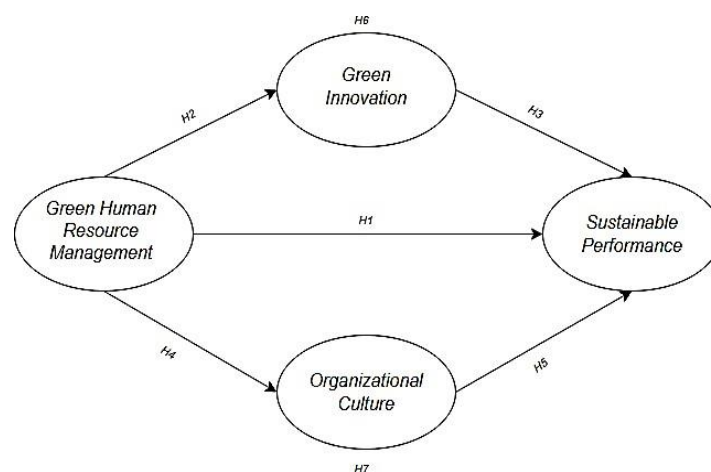 H6
Green
Innovation
H2
H3
Green Human
Resource
Management
H1
Sustainable
Performance
H4
H5
Organizational
Culture
H7